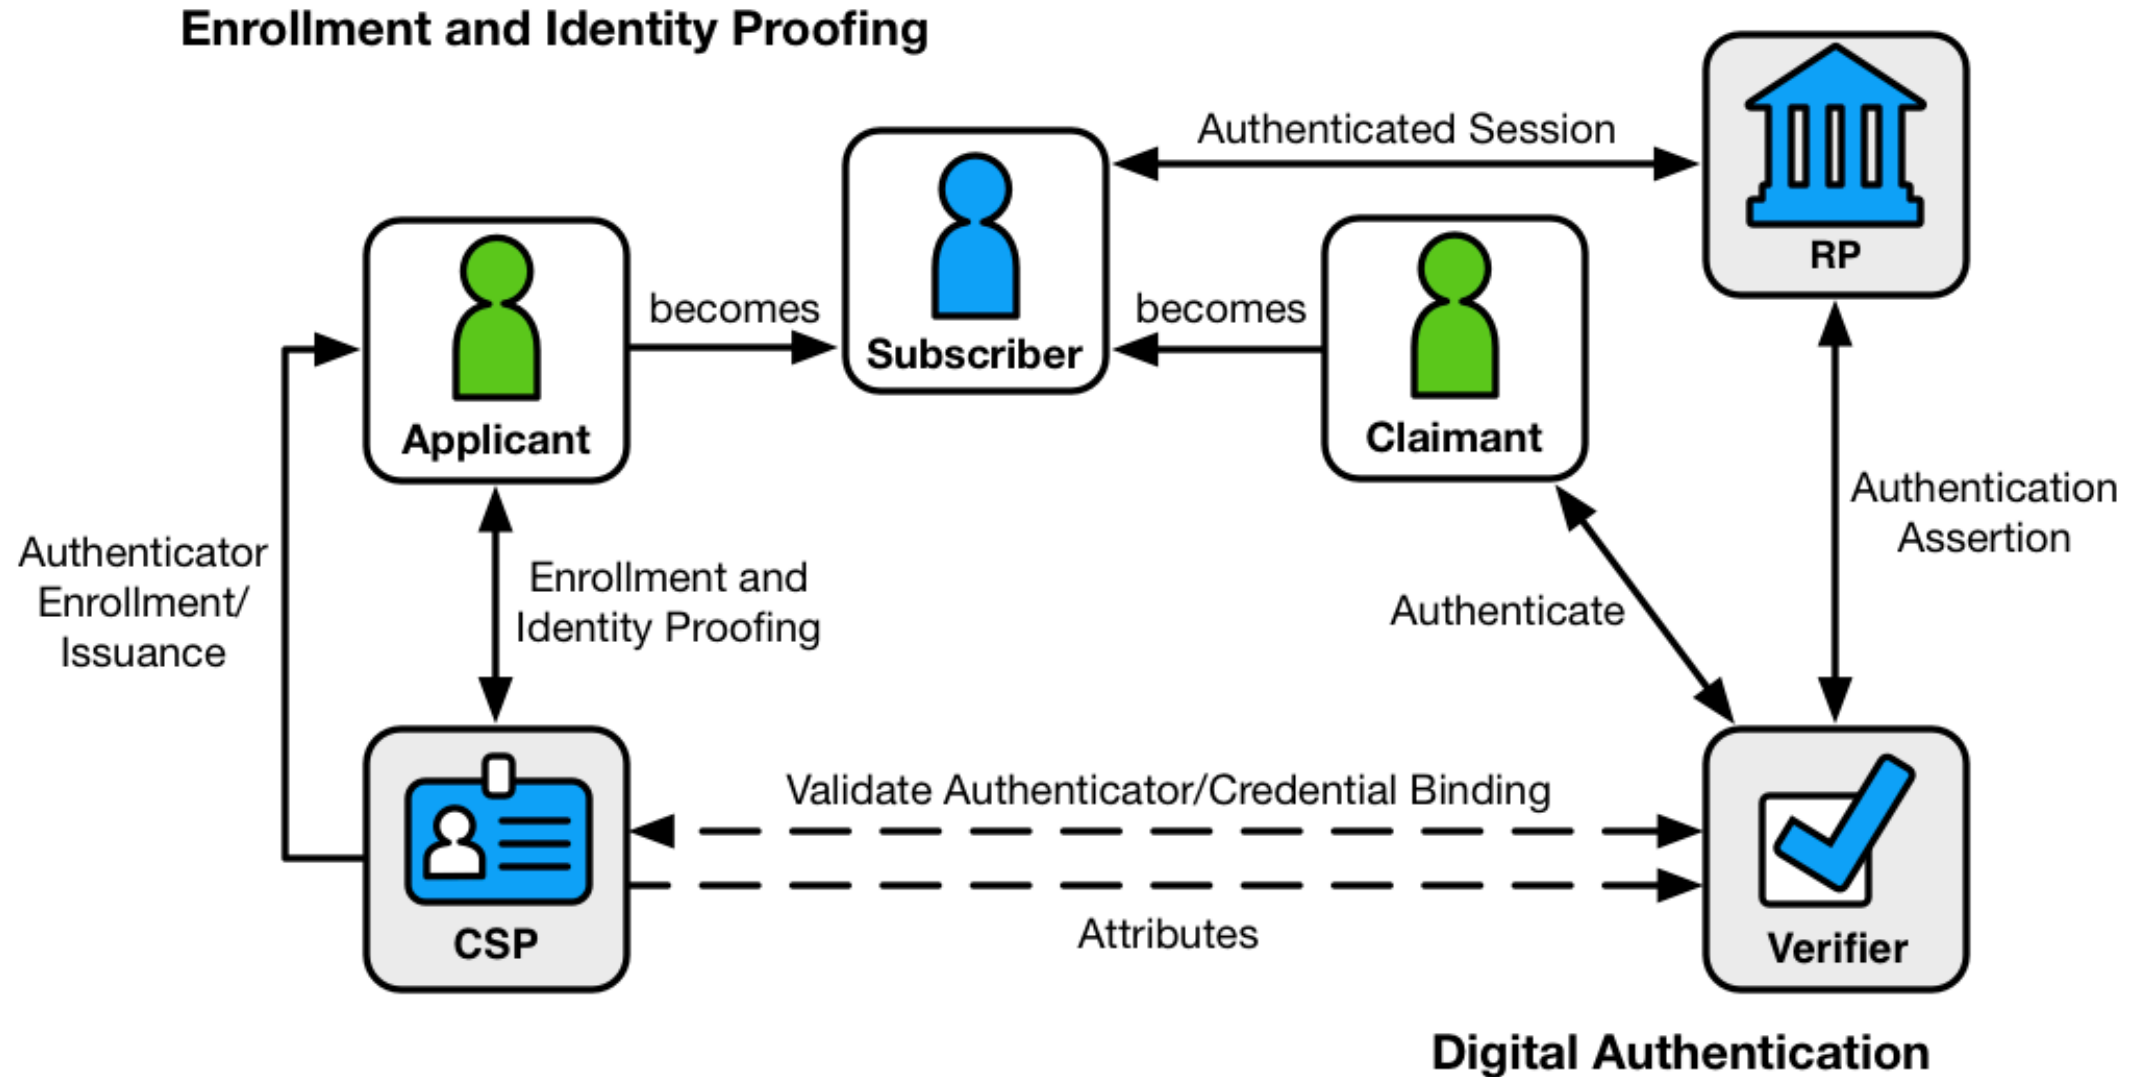 Enrollment and Identity Proofing
Authenticated Session
RP
becomes
Subscriber
becomes
Applicant
Claimant
Authenticator
Enrollment/
Issuance
Enrollment and
Identity Proofing
Authenticate
Authentication
Assertion
Validate Authenticator/Credential Binding
Attributes
CSP
Verifier
Digital Authentication